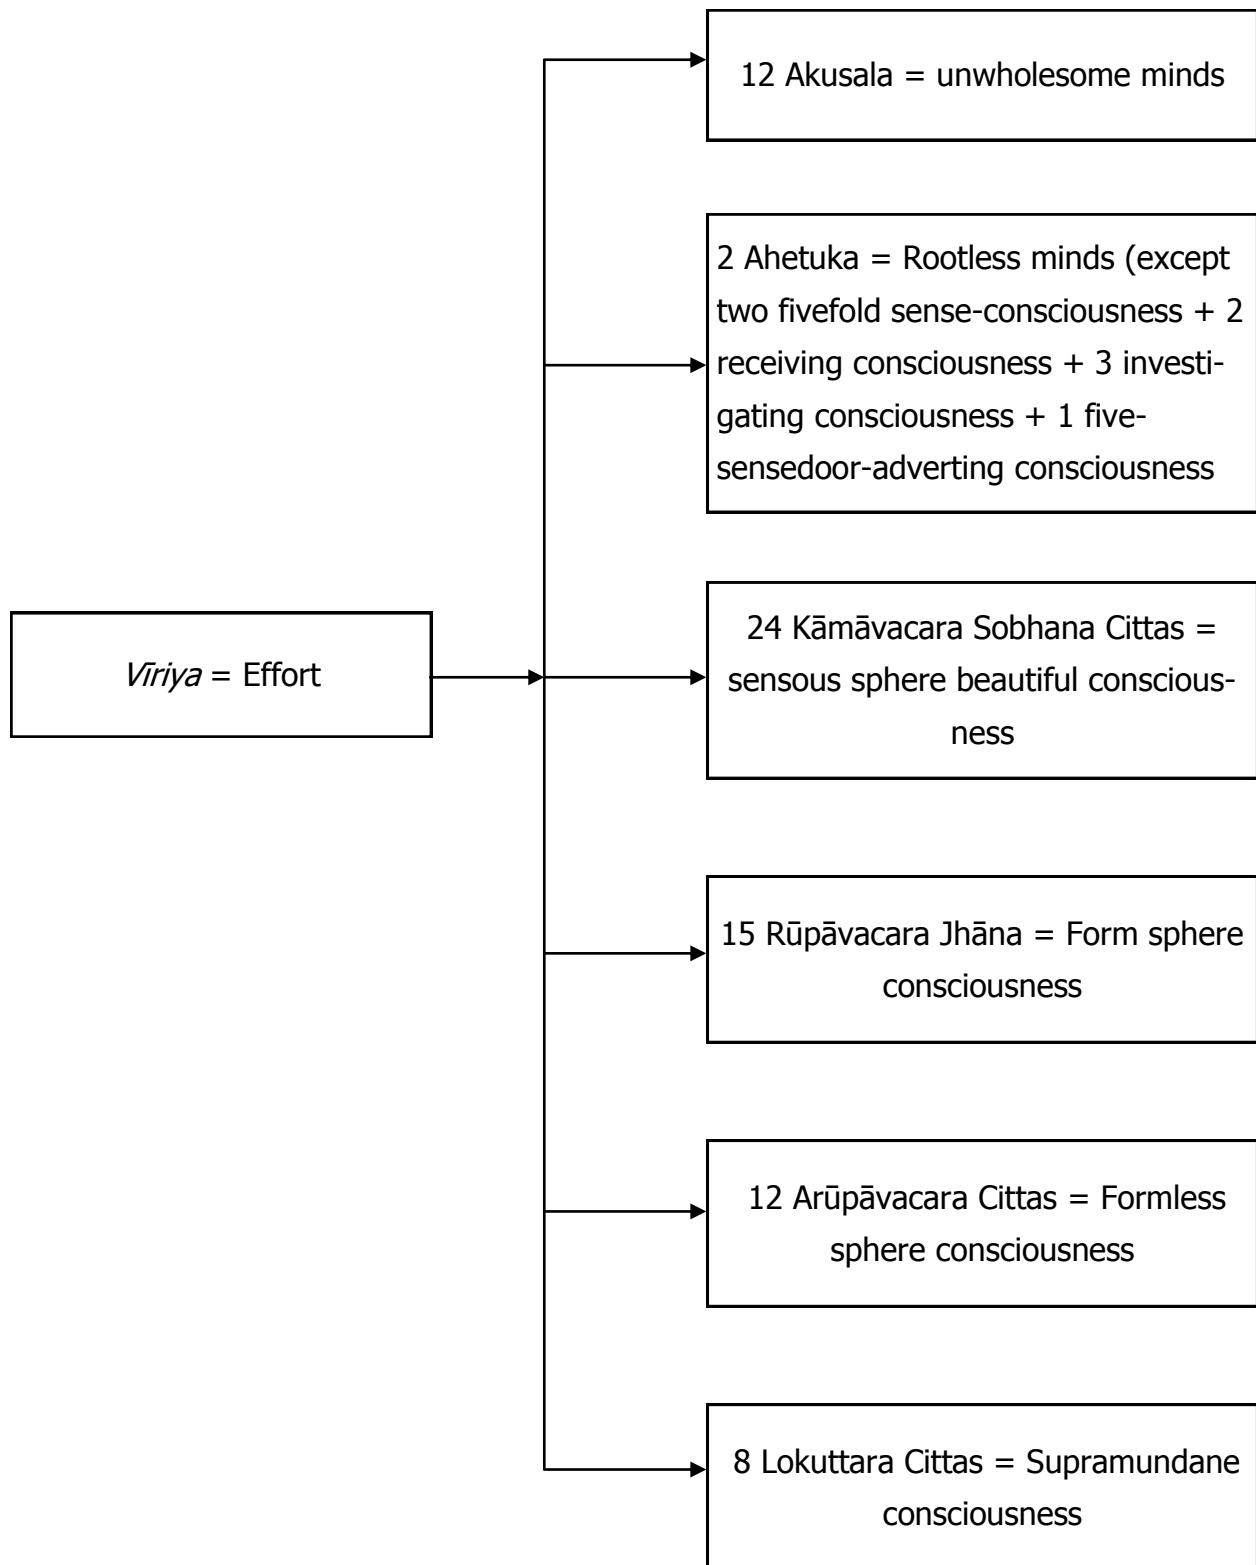 12 Akusala = unwholesome minds
2 Ahetuka = Rootless minds (except
two fivefold sense-consciousness + 2
receiving consciousness + 3 investi-
gating consciousness + 1 five-
sensedoor-adverting consciousness
Viriya = Effort
24 Kāmāvacara Sobhana Cittas =
sensous sphere beautiful conscious-
ness
15 Rūpāvacara Jhāna = Form sphere
consciousness
12 Arūpāvacara Cittas = Formless
sphere consciousness
8 Lokuttara Cittas = Supramundane
consciousness